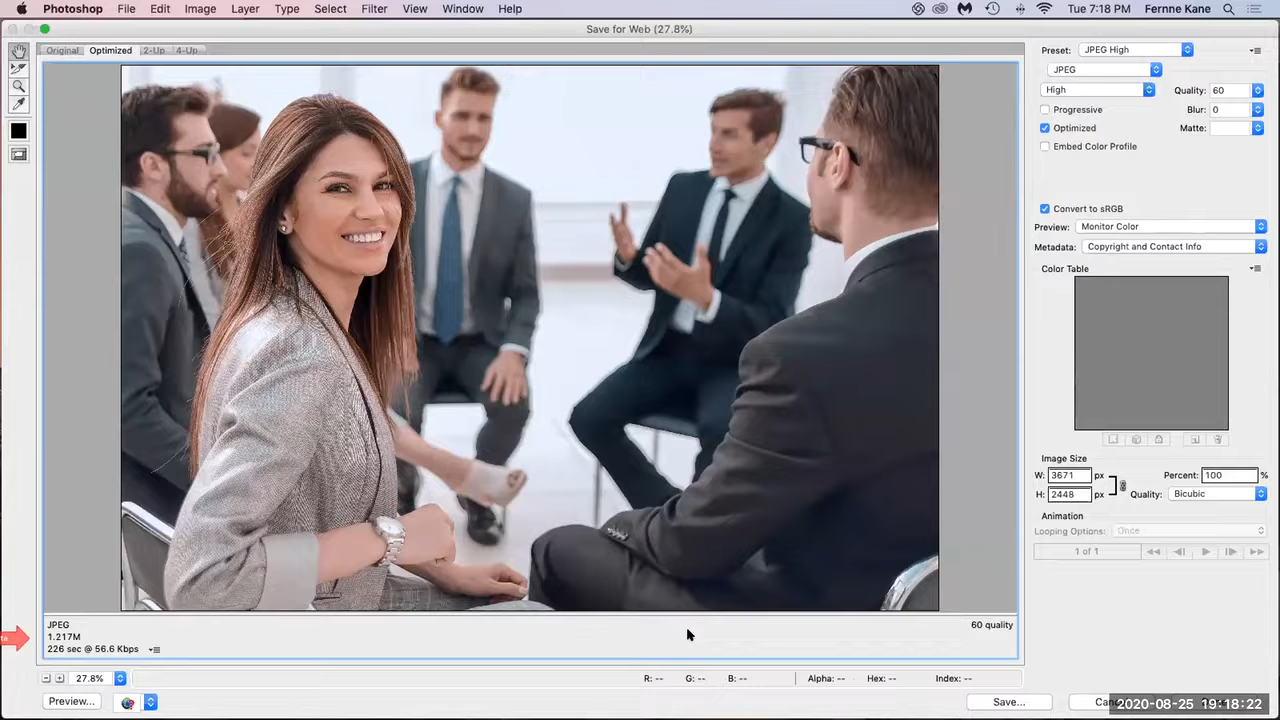 Photoshop File Edit Image Layer Type Select Filter View Window Help Tue 7:18 PM Fernne Kane
Save for Web (27.8%)
Original Optimized 2-Up 4-Up
Preset: JPEG High
JPEG
High Quality: 60
Progressive Blur: 0
Optimized Matte:
Embed Color Profile
Convert to sRGB
Preview: Monitor Color
Metadata: Copyright and Contact Info
Color Table
Image Size
W: 3671 px Percent: 100 %
H: 2448 px Quality: Bicubic
Animation
Looping Options: Once
1 of 1
JPEG 60 quality
1.217M
226 sec @ 56.6 Kbps
27.8% R: -- G: -- B: -- Alpha: -- Hex: -- Index: --
Preview... Save...
2020-08-25 19:18:22